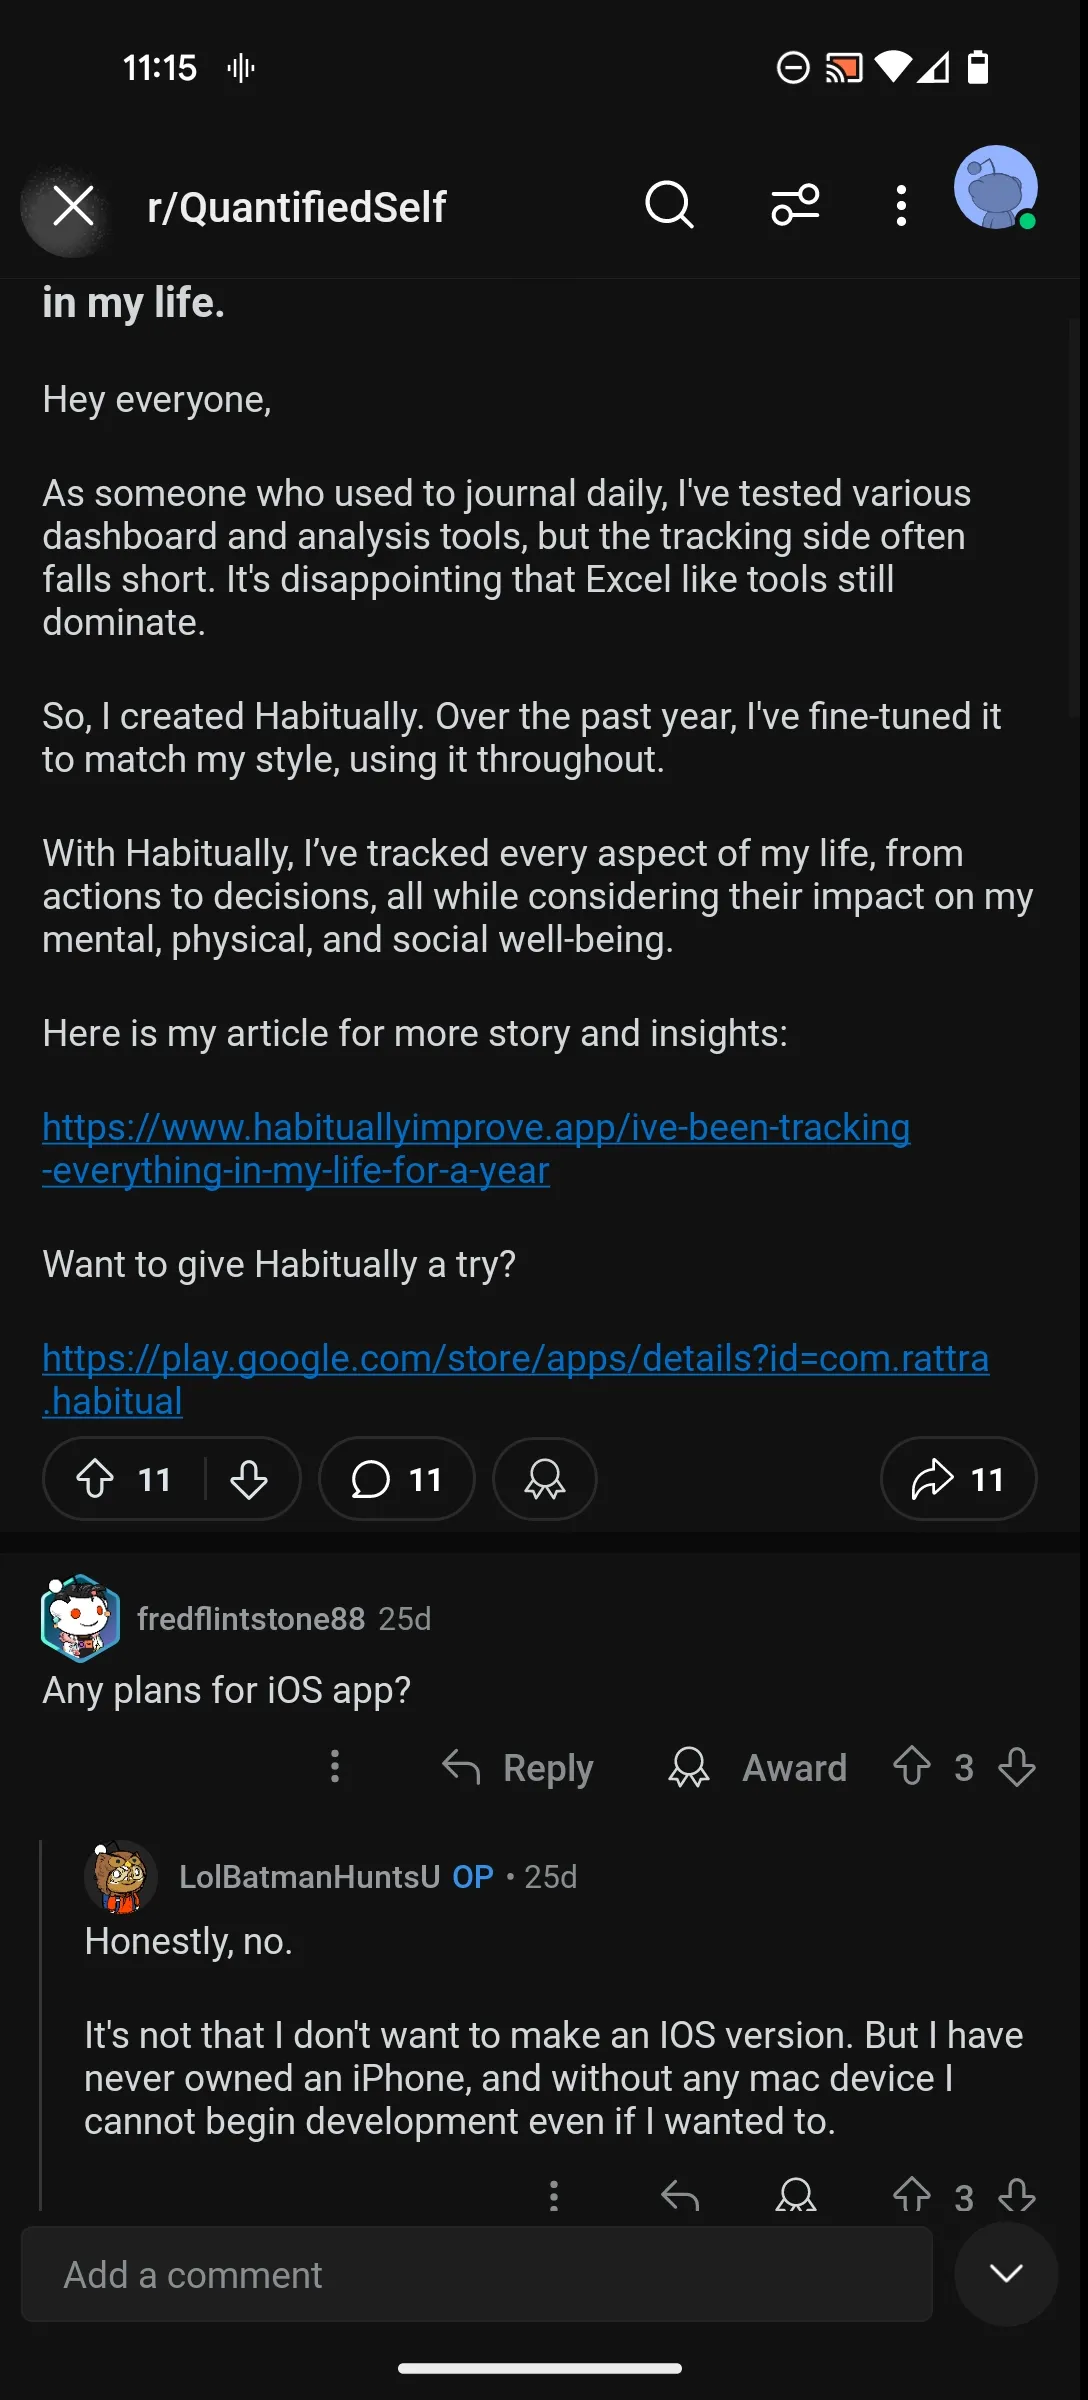 11:15
r/QuantifiedSelf
in my life.
Hey everyone,
As someone who used to journal daily, I've tested various
dashboard and analysis tools, but the tracking side often
falls short. It's disappointing that Excel like tools still
dominate.
So, I created Habitually. Over the past year, I've fine-tuned it
to match my style, using it throughout.
With Habitually, I’ve tracked every aspect of my life, from
actions to decisions, all while considering their impact on my
mental, physical, and social well-being.
Here is my article for more story and insights:
https://www.habituallyimprove.app/ive-been-tracking
-everything-in-my-life-for-a-year
Want to give Habitually a try?
https://play.google.com/store/apps/details?id=com.rattra
.habitual
11 11 11
fredflintstone88 25d
Any plans for iOS app?
Reply Award 3
LolBatmanHuntsU OP • 25d
Honestly, no.
It's not that I don't want to make an IOS version. But I have
never owned an iPhone, and without any mac device I
cannot begin development even if I wanted to.
3
Add a comment